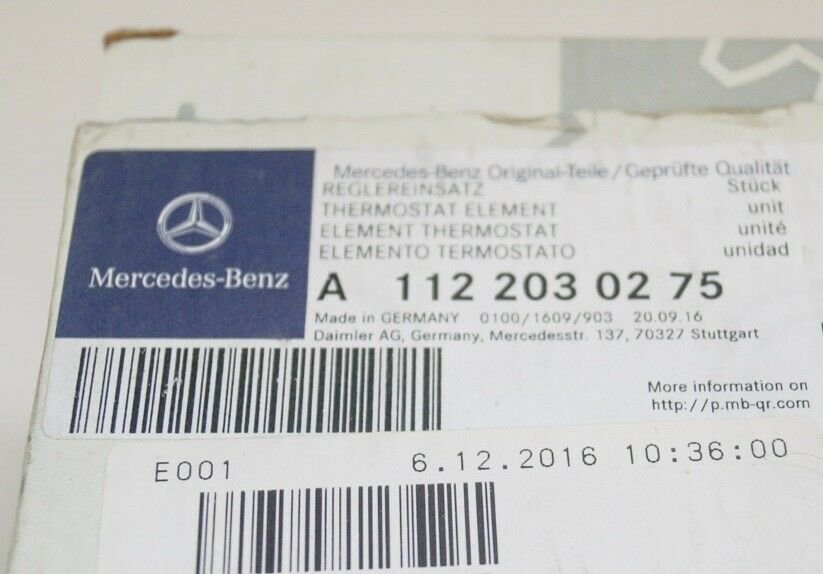 Mercedes-Benz
Mercedes-Benz Original-Teile/Geprüfte Qualität
REGLEREINSATZ Stück
THERMOSTAT ELEMENT unit
ELEMENT THERMOSTAT unité
ELEMENTO TERMOSTATO unidad
A 112 203 02 75
Made in GERMANY 0100/1609/903 20.09.16
Daimler AG, Germany, Mercedesstr. 137, 70327 Stuttgart
More information on
http://p.mb-qr.com
E001 6.12.2016 10:36:00